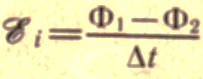 ℰi = (Φ1 − Φ2) / Δt